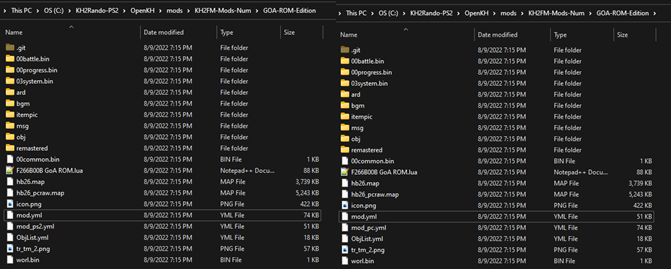 This PC > OS (C:) > KH2Rando-PS2 > OpenKH > mods > KH2FM-Mods-Num > GOA-ROM-Edition >
Name Date modified Type Size
.git 8/9/2022 7:15 PM File folder
00battle.bin 8/9/2022 7:15 PM File folder
00progress.bin 8/9/2022 7:15 PM File folder
03system.bin 8/9/2022 7:15 PM File folder
ard 8/9/2022 7:15 PM File folder
bgm 8/9/2022 7:15 PM File folder
itempic 8/9/2022 7:15 PM File folder
msg 8/9/2022 7:15 PM File folder
obj 8/9/2022 7:15 PM File folder
remastered 8/9/2022 7:15 PM File folder
00common.bin 8/9/2022 7:15 PM BIN File 1 KB
F266B00B GoA ROM.lua 8/9/2022 7:15 PM Notepad++ Docu... 88 KB
hb26.map 8/9/2022 7:15 PM MAP File 3,739 KB
hb26_pcraw.map 8/9/2022 7:15 PM MAP File 5,243 KB
icon.png 8/9/2022 7:15 PM PNG File 422 KB
mod.yml 8/9/2022 7:15 PM YML File 74 KB
mod_ps2.yml 8/9/2022 7:15 PM YML File 51 KB
ObjList.yml 8/9/2022 7:15 PM YML File 18 KB
tr_tm_2.png 8/9/2022 7:15 PM PNG File 57 KB
worl.bin 8/9/2022 7:15 PM BIN File 1 KB
This PC > OS (C:) > KH2Rando-PS2 > OpenKH > mods > KH2FM-Mods-Num > GOA-ROM-Edition >
Name Date modified Type Size
.git 8/9/2022 7:15 PM File folder
00battle.bin 8/9/2022 7:15 PM File folder
00progress.bin 8/9/2022 7:15 PM File folder
03system.bin 8/9/2022 7:15 PM File folder
ard 8/9/2022 7:15 PM File folder
bgm 8/9/2022 7:15 PM File folder
itempic 8/9/2022 7:15 PM File folder
msg 8/9/2022 7:15 PM File folder
obj 8/9/2022 7:15 PM File folder
remastered 8/9/2022 7:15 PM File folder
00common.bin 8/9/2022 7:15 PM BIN File 1 KB
F266B00B GoA ROM.lua 8/9/2022 7:15 PM Notepad++ Docu... 88 KB
hb26.map 8/9/2022 7:15 PM MAP File 3,739 KB
hb26_pcraw.map 8/9/2022 7:15 PM MAP File 5,243 KB
icon.png 8/9/2022 7:15 PM PNG File 422 KB
mod.yml 8/9/2022 7:15 PM YML File 51 KB
mod_pc.yml 8/9/2022 7:15 PM YML File 74 KB
ObjList.yml 8/9/2022 7:15 PM YML File 18 KB
tr_tm_2.png 8/9/2022 7:15 PM PNG File 57 KB
worl.bin 8/9/2022 7:15 PM BIN File 1 KB